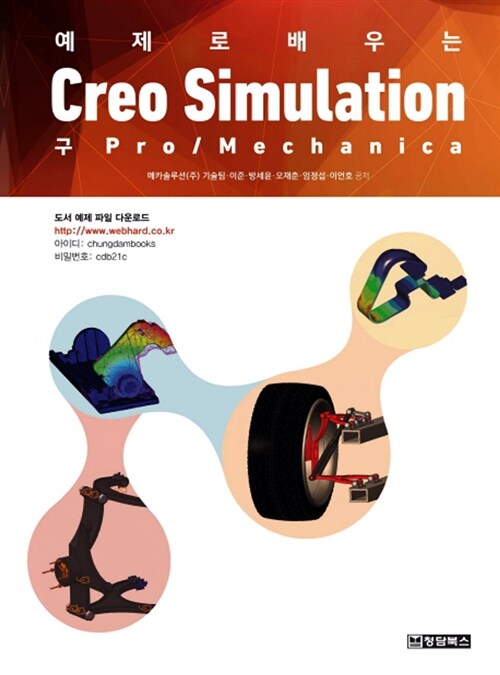 예제로배우는
Creo Simulation
구 Pro/Mechanica
메카솔루션(주) 기술팀·이준·방세윤·오재훈·엄정섭·이언호 공저
도서 예제 파일 다운로드
http://www.webhard.co.kr
아이디: chungdambooks
비밀번호: cdb21c
청담북스